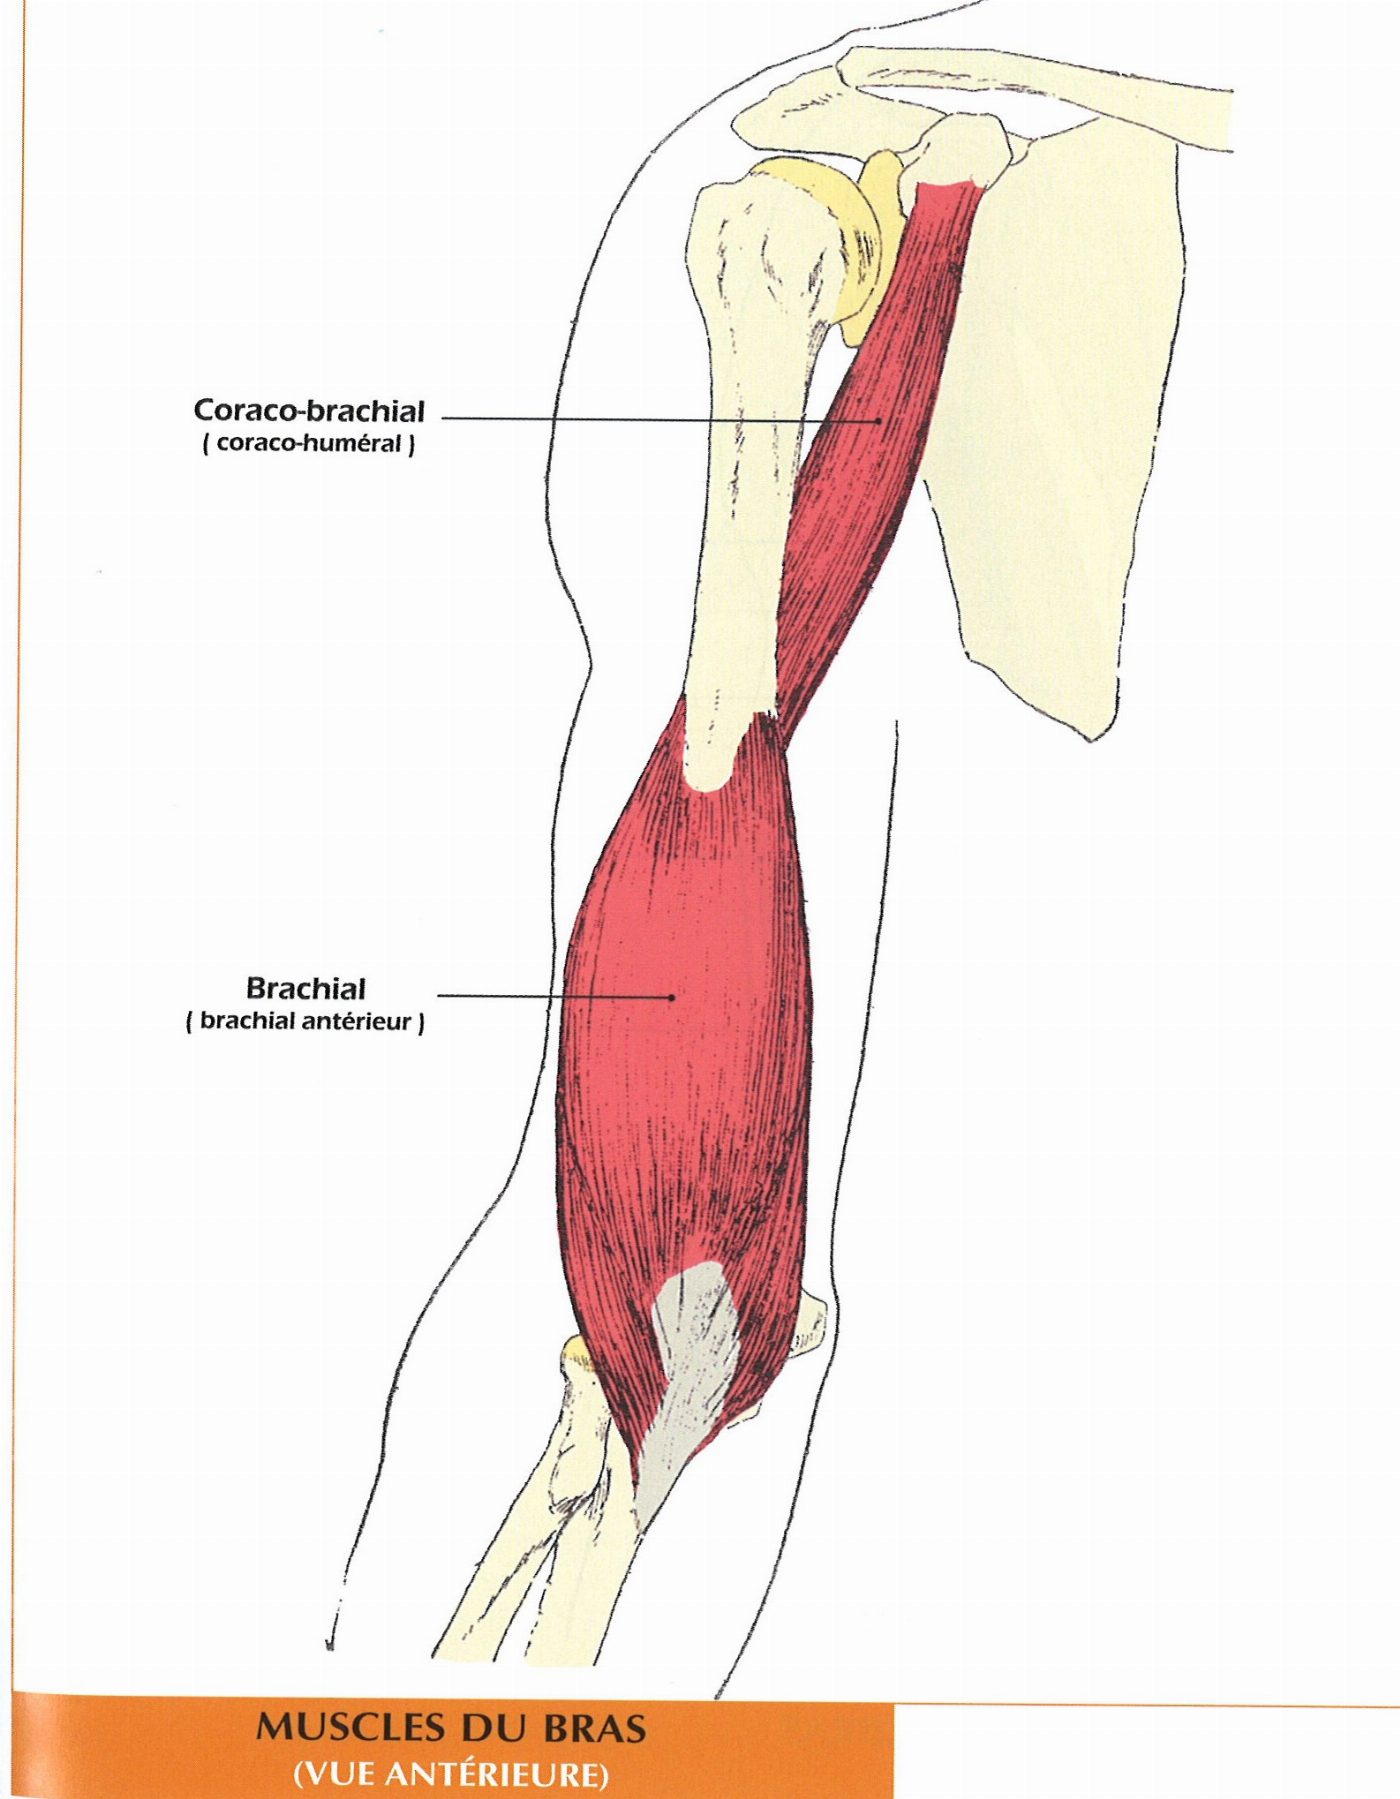 Coraco-brachial
( coraco-huméral )
Brachial
( brachial antérieur )
MUSCLES DU BRAS
(VUE ANTÉRIEURE)